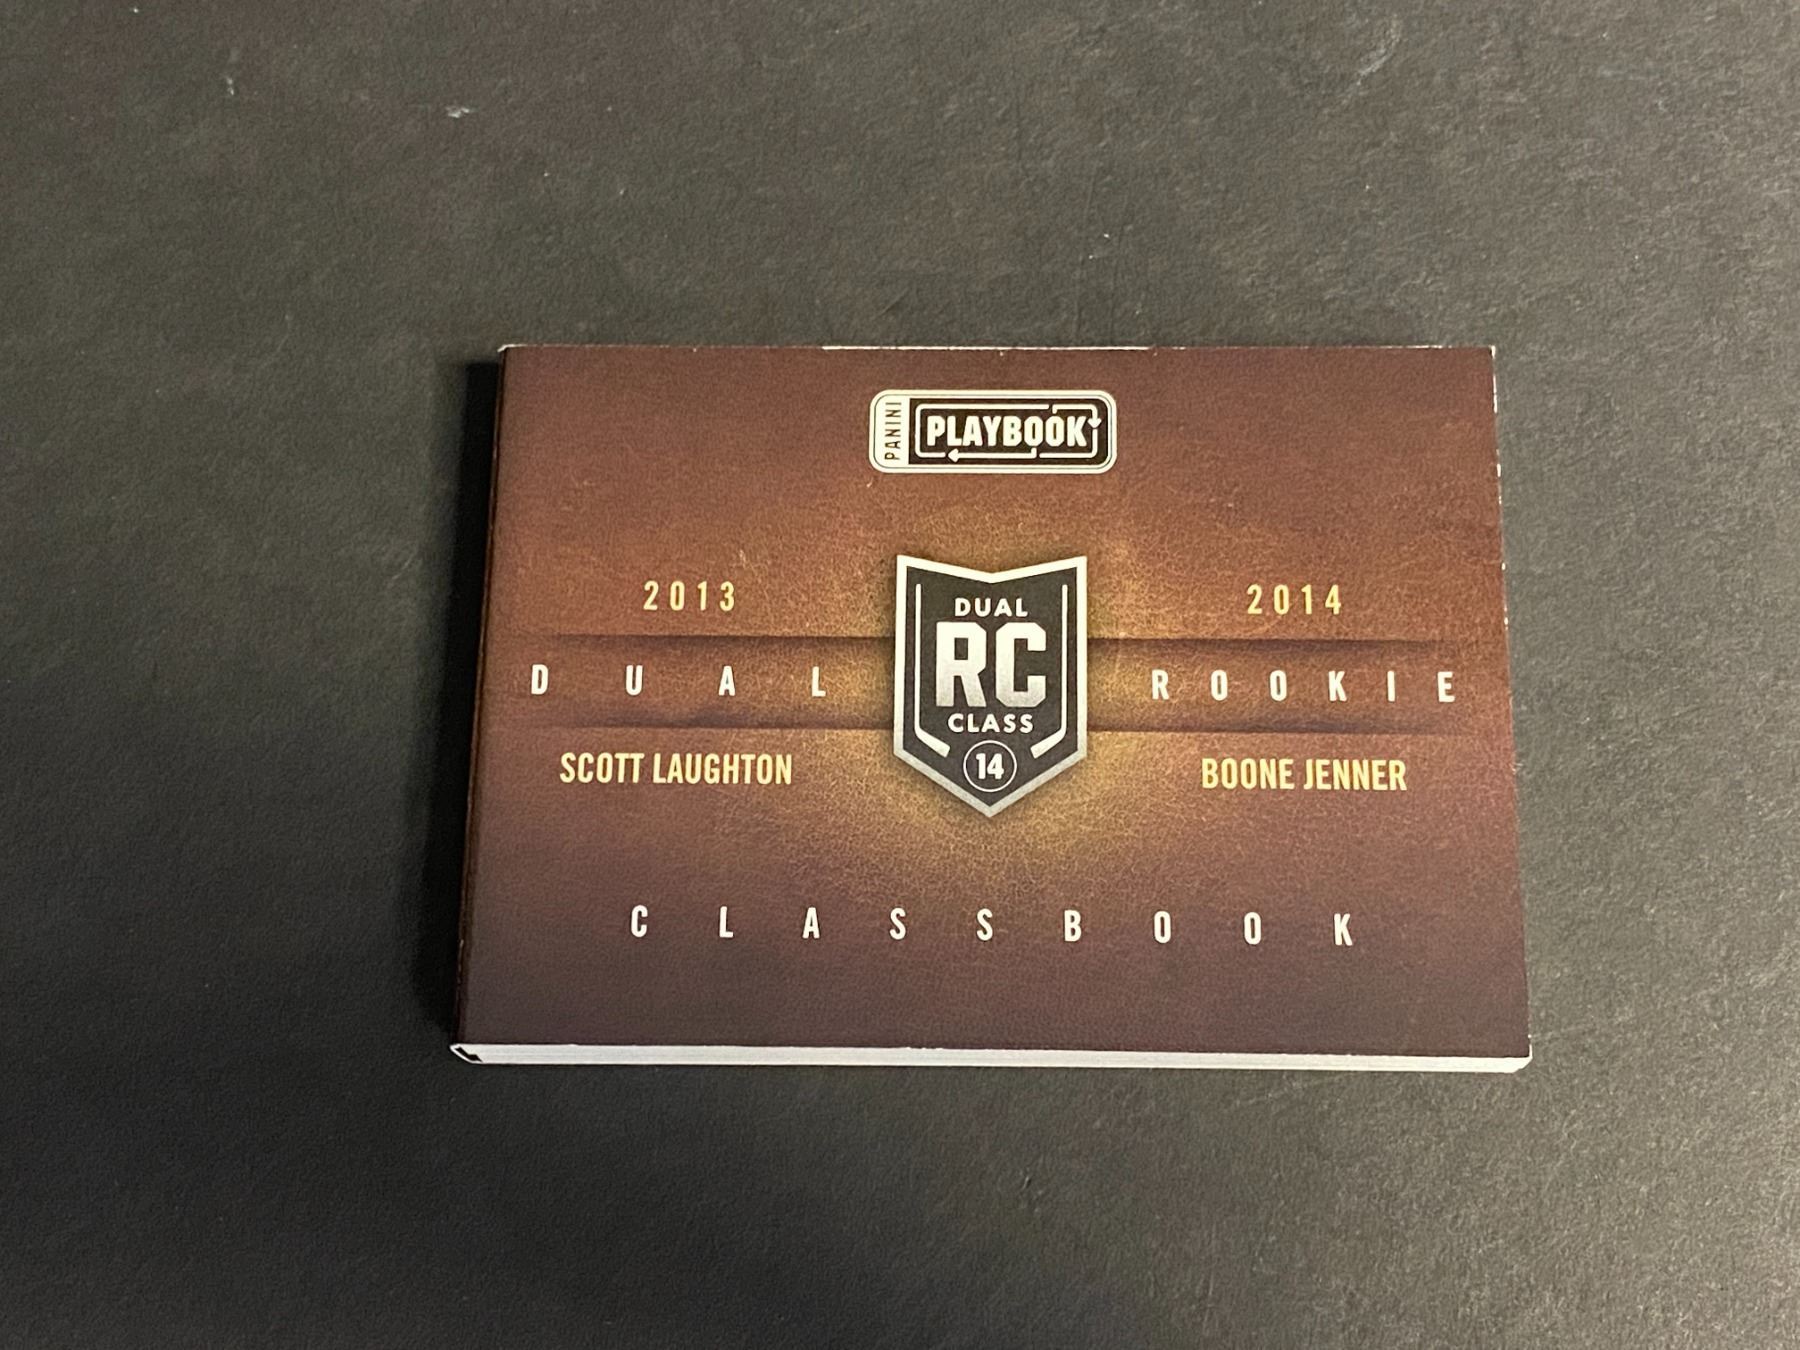 PANINI PLAYBOOK
2013 2014
DUAL
RC
CLASS
14
DUAL ROOKIE
SCOTT LAUGHTON BOONE JENNER
CLASSBOOK